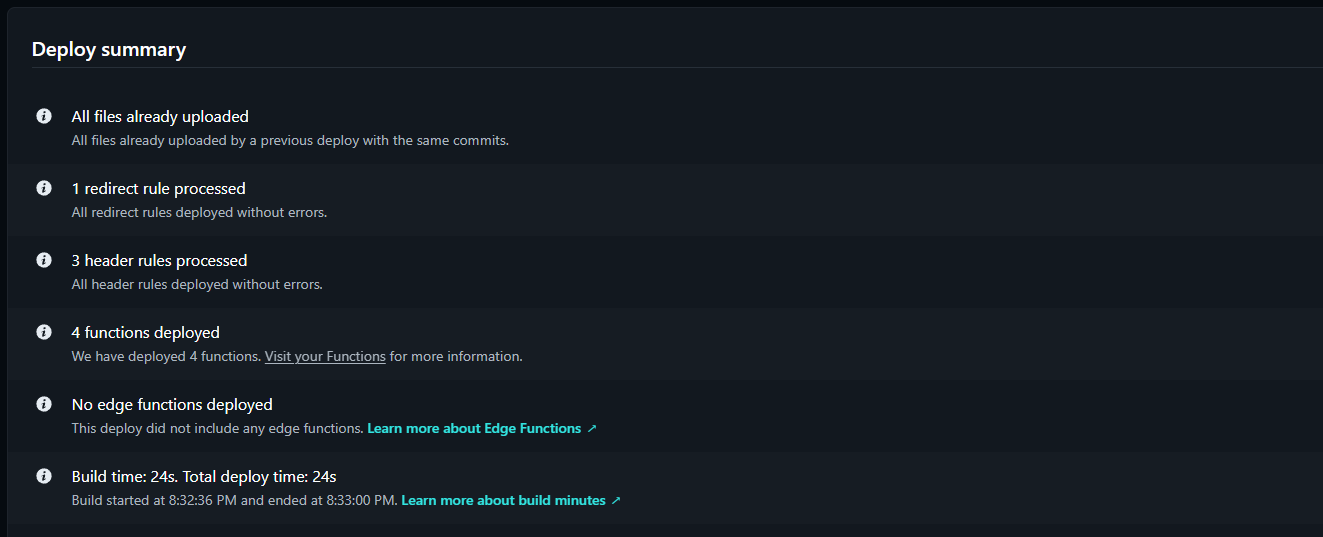 Deploy summary
All files already uploaded
All files already uploaded by a previous deploy with the same commits.
1 redirect rule processed
All redirect rules deployed without errors.
3 header rules processed
All header rules deployed without errors.
4 functions deployed
We have deployed 4 functions. Visit your Functions for more information.
No edge functions deployed
This deploy did not include any edge functions. Learn more about Edge Functions ↗
Build time: 24s. Total deploy time: 24s
Build started at 8:32:36 PM and ended at 8:33:00 PM. Learn more about build minutes ↗